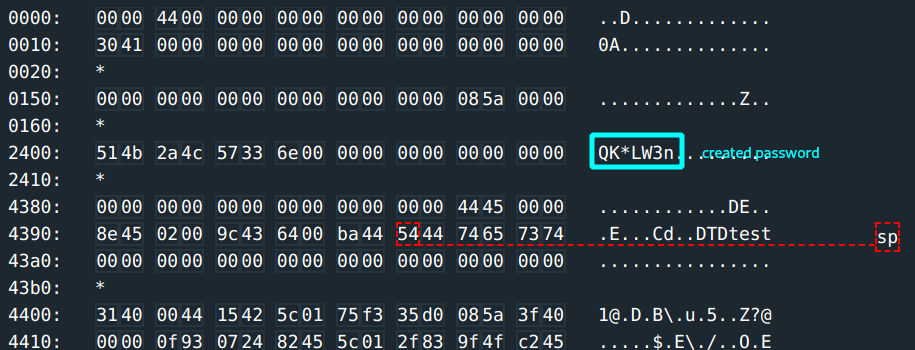 0000: 0000 4400 0000 0000 0000 0000 0000 0000 ..D.............
0010: 3041 0000 0000 0000 0000 0000 0000 0000 0A..............
0020: *
0150: 0000 0000 0000 0000 0000 0000 085a 0000 .............Z..
0160: *
2400: 514b 2a4c 5733 6e00 0000 0000 0000 0000 QK*LW3n......... created password
2410: *
4380: 0000 0000 0000 0000 0000 0000 4445 0000 ............DE..
4390: 8e45 0200 9c43 6400 ba44 5444 7465 7374 .E...Cd..DTDtest sp
43a0: 0000 0000 0000 0000 0000 0000 0000 0000 ................
43b0: *
4400: 3140 0044 1542 5c01 75f3 35d0 085a 3f40 1@.D.B\.u.5..Z?@
4410: 0000 0f93 0724 8245 5c01 2f83 9f4f c245 .....$.E\./..O.E